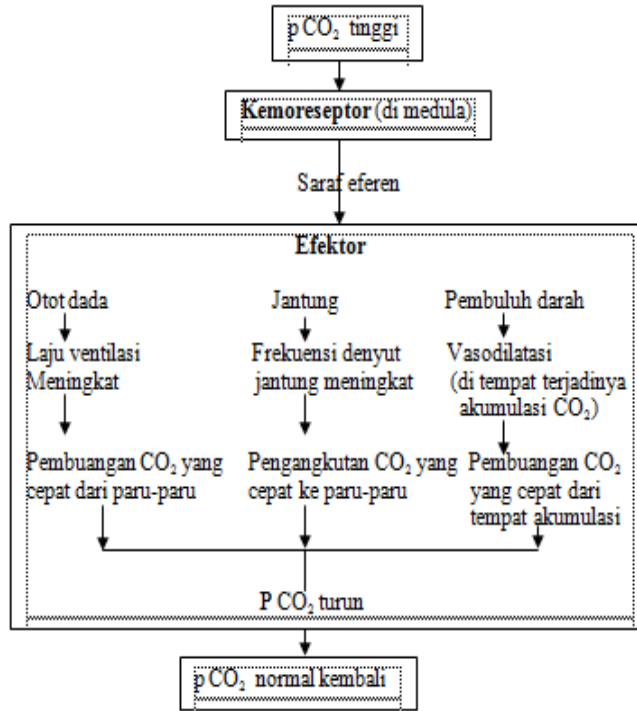 pCO₂ tinggi
Kemoreseptor (di medula)
Saraf eferen
Efektor
Otot dada
Laju ventilasi
Meningkat
Pembuangan CO₂ yang
cepat dari paru-paru
Jantung
Frekuensi denyut
jantung meningkat
Pengangkutan CO₂ yang
cepat ke paru-paru
Pembuluh darah
Vasodilatasi
(di tempat terjadinya
akumulasi CO₂)
Pembuangan CO₂
yang cepat dari
tempat akumulasi
P CO₂ turun
pCO₂ normal kembali